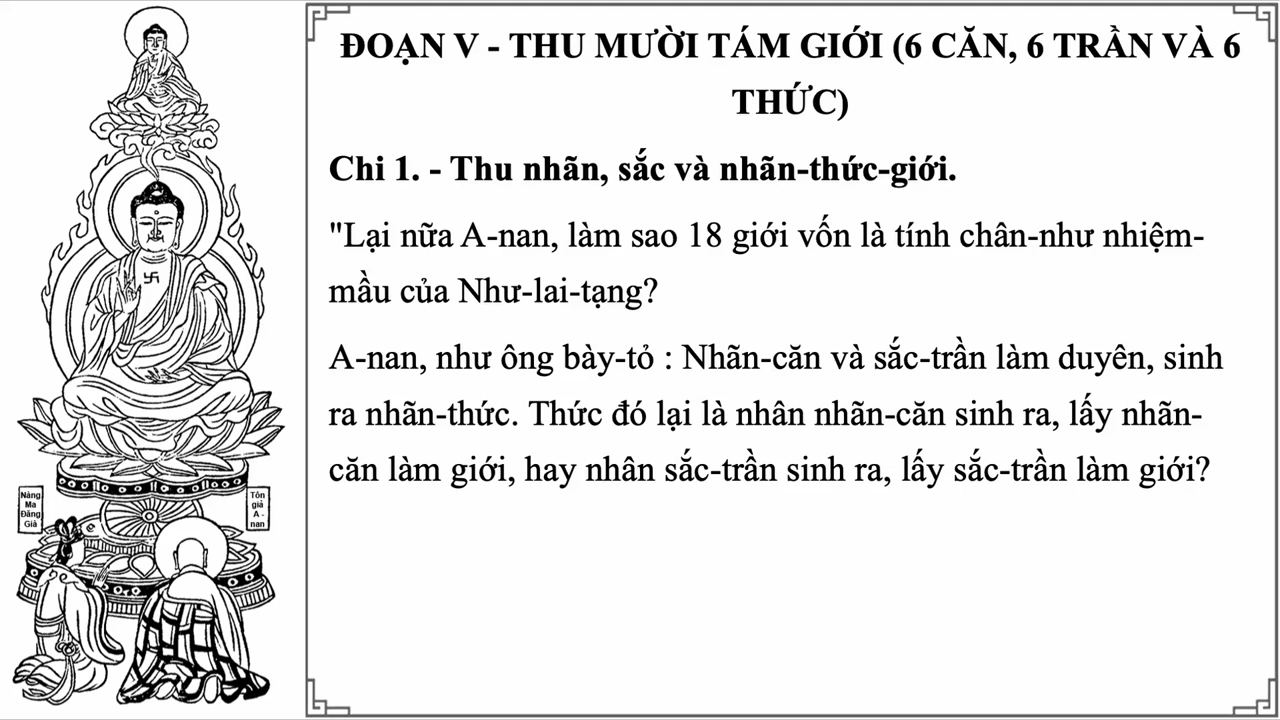 ĐOẠN V - THU MƯỜI TÁM GIỚI (6 CĂN, 6 TRẦN VÀ 6
THỨC)
Chi 1. - Thu nhãn, sắc và nhãn-thức-giới.
"Lại nữa A-nan, làm sao 18 giới vốn là tính chân-như nhiệm-
mầu của Như-lai-tạng?
A-nan, như ông bày-tỏ : Nhãn-căn và sắc-trần làm duyên, sinh
ra nhãn-thức. Thức đó lại là nhân nhãn-căn sinh ra, lấy nhãn-
căn làm giới, hay nhân sắc-trần sinh ra, lấy sắc-trần làm giới?
Nàng
Ma
Đăng
Già
Tôn
giả
A -
nan